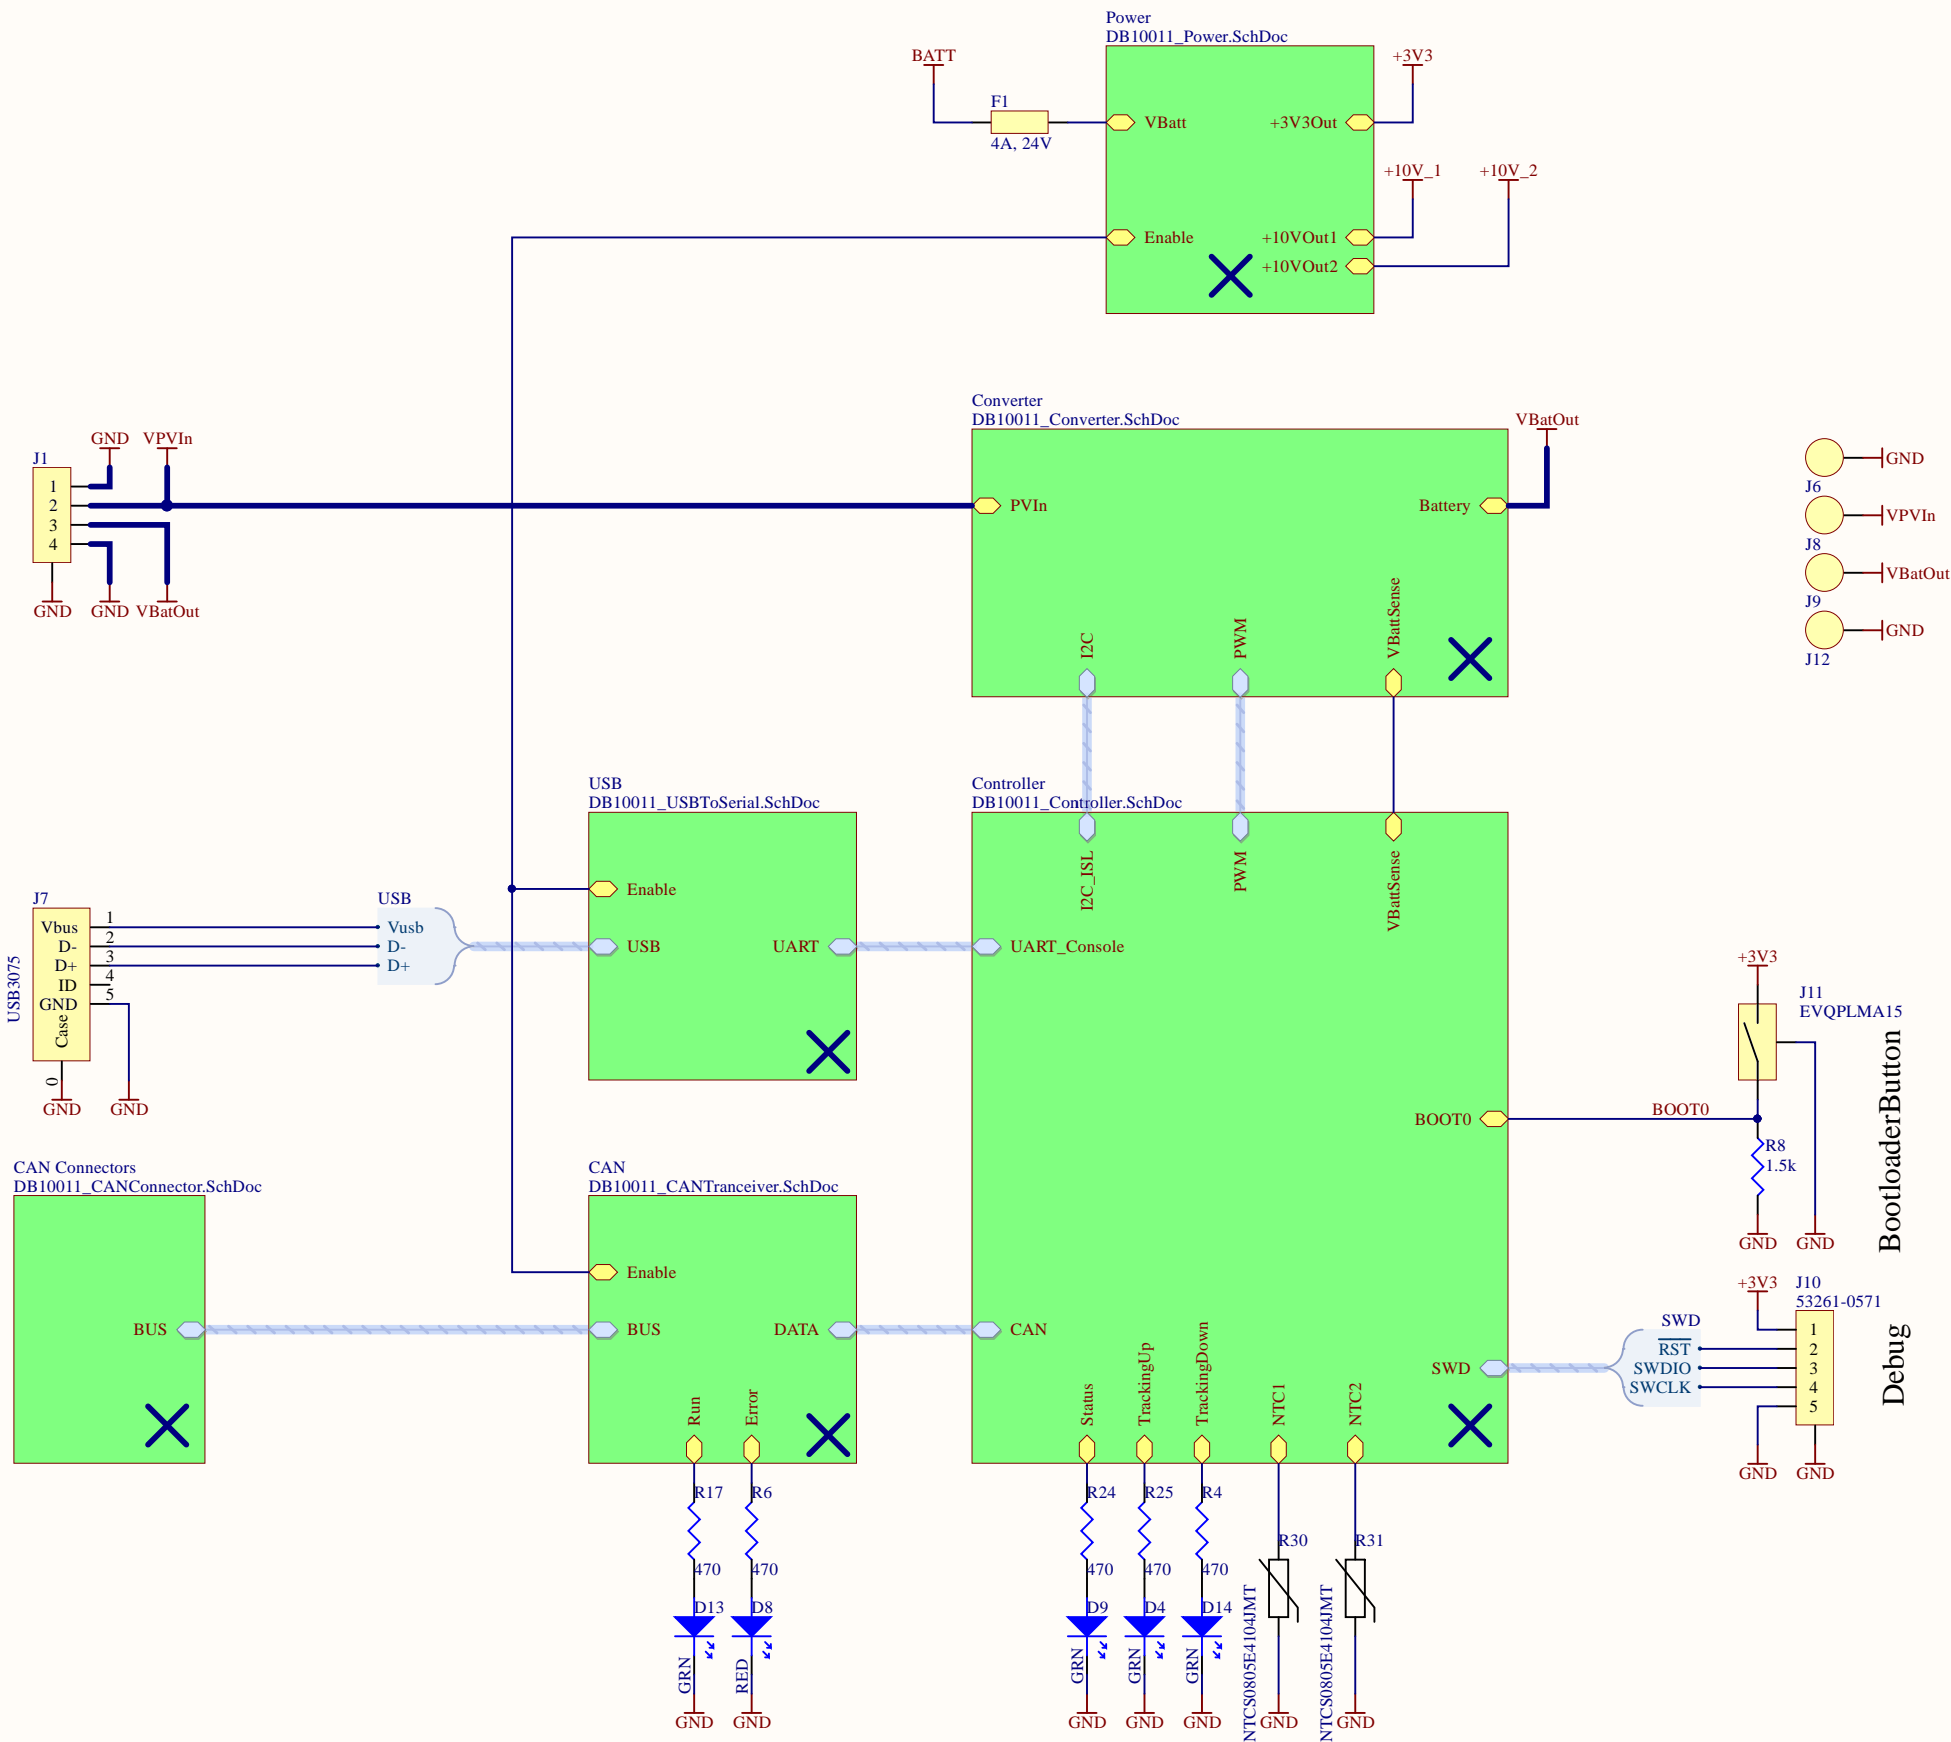 Power
DB10011_Power.SchDoc
BATT
+3V3
F1
4A, 24V
VBatt
+3V3Out
+10V_1
+10V_2
Enable
+10VOut1
+10VOut2
Converter
DB10011_Converter.SchDoc
VBatOut
GND
VPVIn
J1
1
2
3
4
GND
GND
VBatOut
PVIn
Battery
I2C
PWM
VBattSense
GND
J6
VPVIn
J8
VBatOut
J9
GND
J12
USB
DB10011_USBToSerial.SchDoc
Enable
USB
UART
Controller
DB10011_Controller.SchDoc
I2C_ISL
PWM
VBattSense
UART_Console
J7
USB3075
Vbus
D-
D+
ID
GND
Case
1
2
3
4
5
0
GND
GND
USB
Vusb
D-
D+
+3V3
J11
EVQPLMA15
BOOT0
BOOT0
R8
1.5k
GND
GND
BootloaderButton
CAN Connectors
DB10011_CANConnector.SchDoc
BUS
CAN
DB10011_CANTranceiver.SchDoc
Enable
BUS
DATA
Run
Error
CAN
Status
TrackingUp
TrackingDown
NTC1
NTC2
SWD
SWD
RST
SWDIO
SWCLK
+3V3
J10
53261-0571
1
2
3
4
5
GND
GND
Debug
R17
470
D13
GRN
GND
R6
470
D8
RED
GND
R24
470
D9
GRN
GND
R25
470
D4
GRN
GND
R4
470
D14
GRN
GND
R30
NTCS0805E4104JMT
GND
R31
NTCS0805E4104JMT
GND